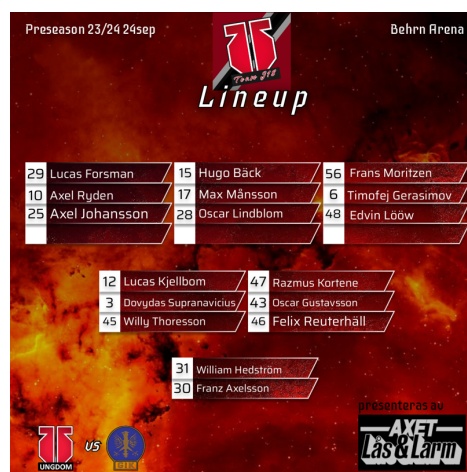 Preseason 23/24 24sep
Behrn Arena
Team J18
Lineup
29 Lucas Forsman
10 Axel Ryden
25 Axel Johansson
15 Hugo Bäck
17 Max Månsson
28 Oscar Lindblom
56 Frans Moritzen
6 Timofej Gerasimov
48 Edvin Lööw
12 Lucas Kjellbom
3 Dovydas Supranavicius
45 Willy Thoresson
47 Razmus Kortene
43 Oscar Gustavsson
46 Felix Reuterhäll
31 William Hedström
30 Franz Axelsson
presenteras av
AXET
Lås & Larm
UNGDOM
VS
GIK